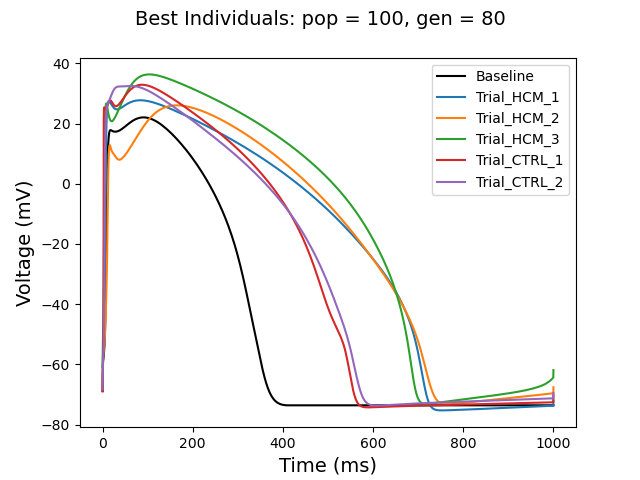 Best Individuals: pop = 100, gen = 80
Baseline
Trial_HCM_1
Trial_HCM_2
Trial_HCM_3
Trial_CTRL_1
Trial_CTRL_2
Voltage (mV)
40
20
0
−20
−40
−60
−80
0 200 400 600 800 1000
Time (ms)